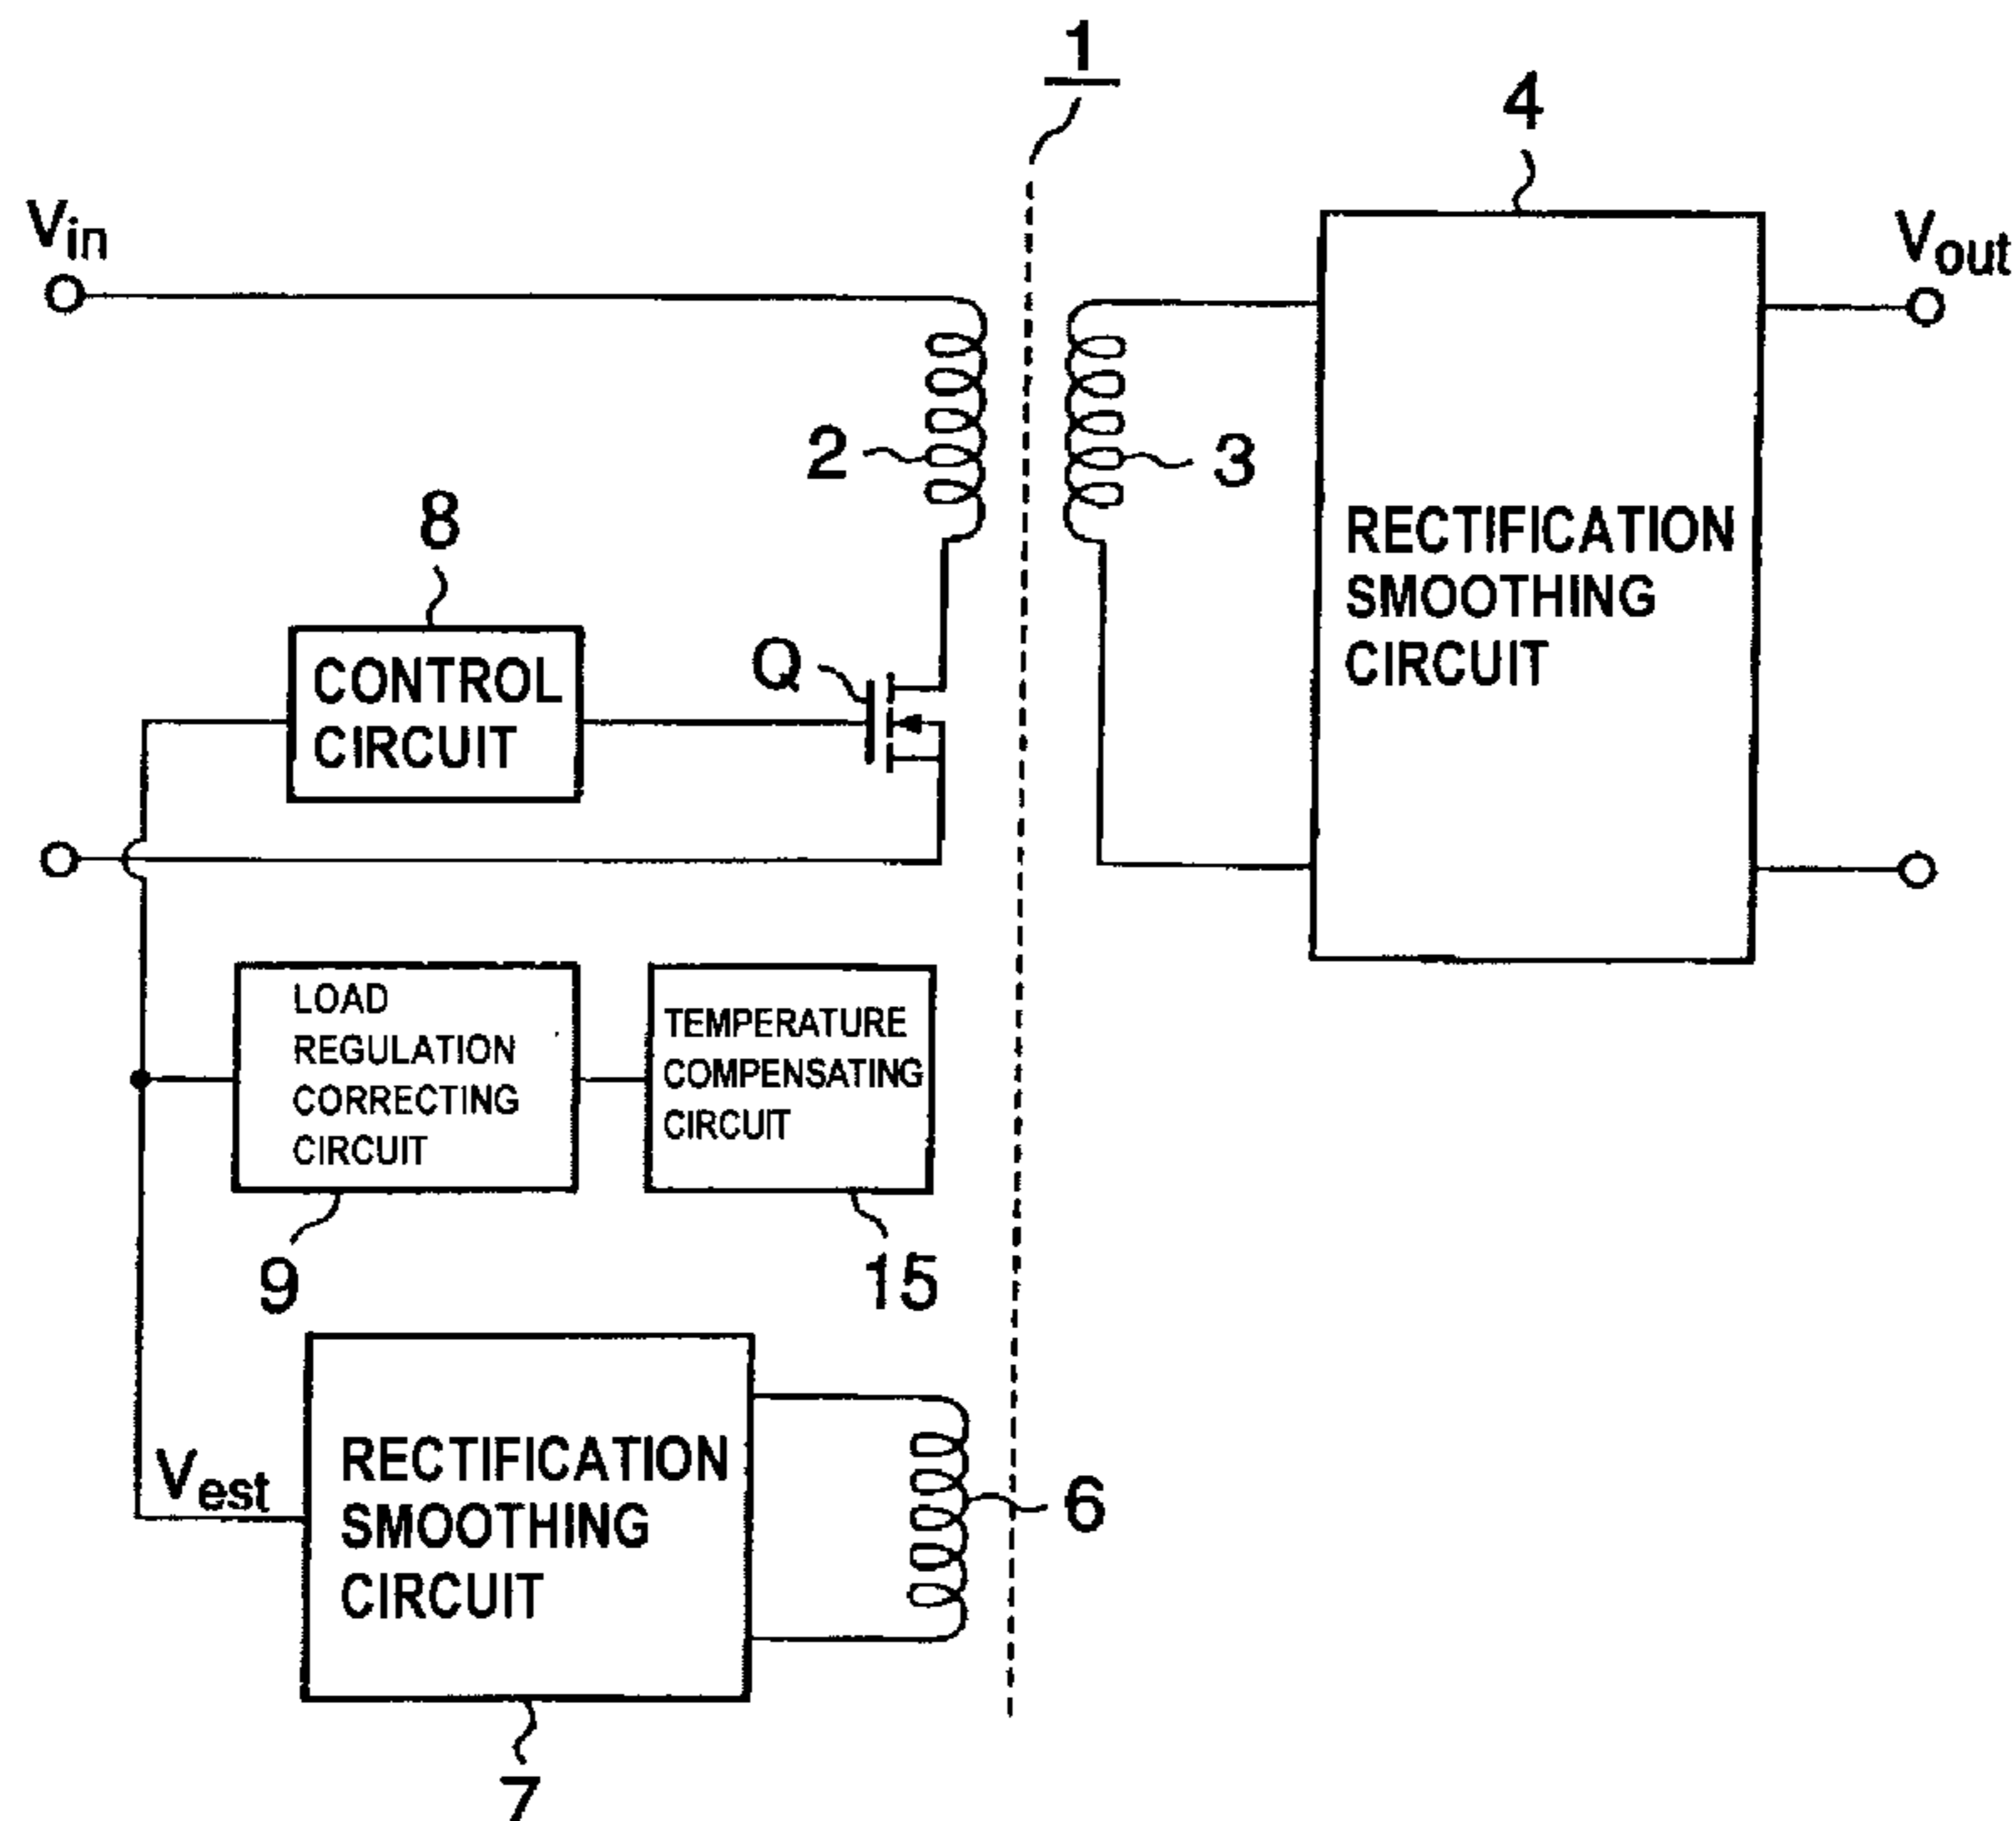 1
4
Vin
Vout
2
3
8
RECTIFICATION
SMOOTHING
CIRCUIT
Q
CONTROL
CIRCUIT
LOAD
REGULATION
CORRECTING
CIRCUIT
TEMPERATURE
COMPENSATING
CIRCUIT
9
15
Vest
RECTIFICATION
SMOOTHING
CIRCUIT
6
7